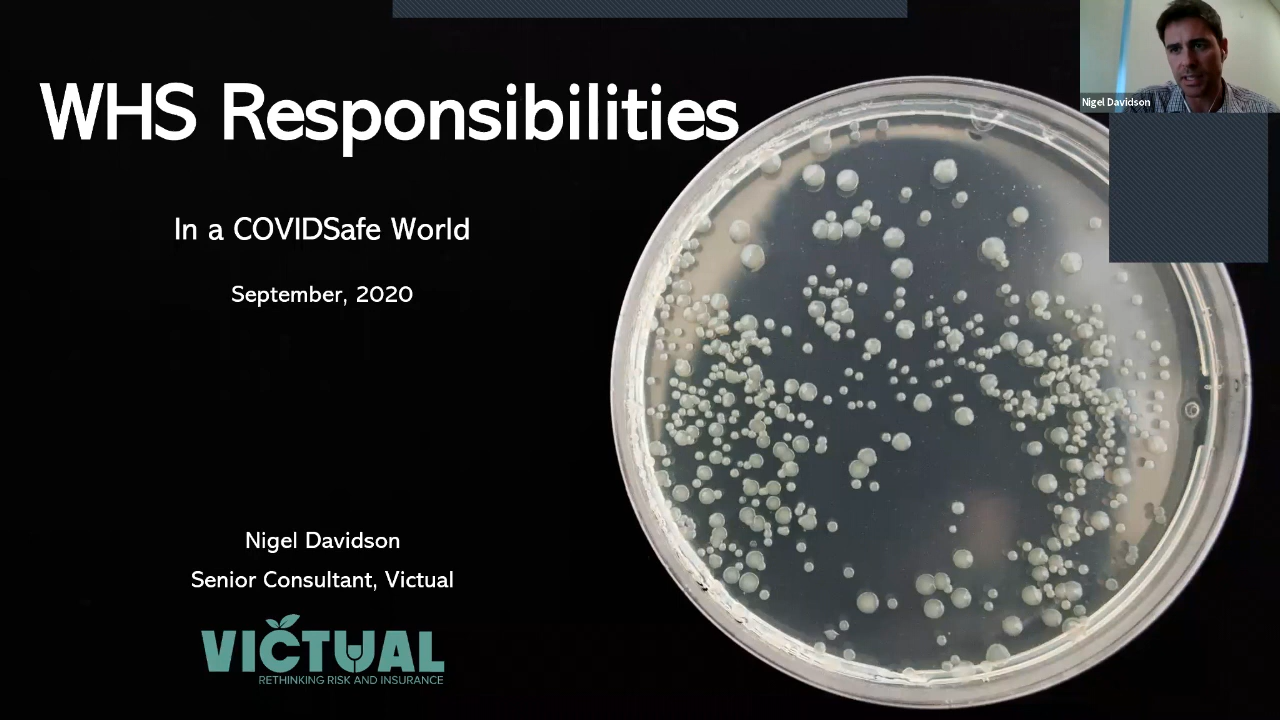 WHS Responsibilities
In a COVIDSafe World
September, 2020
Nigel Davidson
Senior Consultant, Victual
VICTUAL
RETHINKING RISK AND INSURANCE
Nigel Davidson